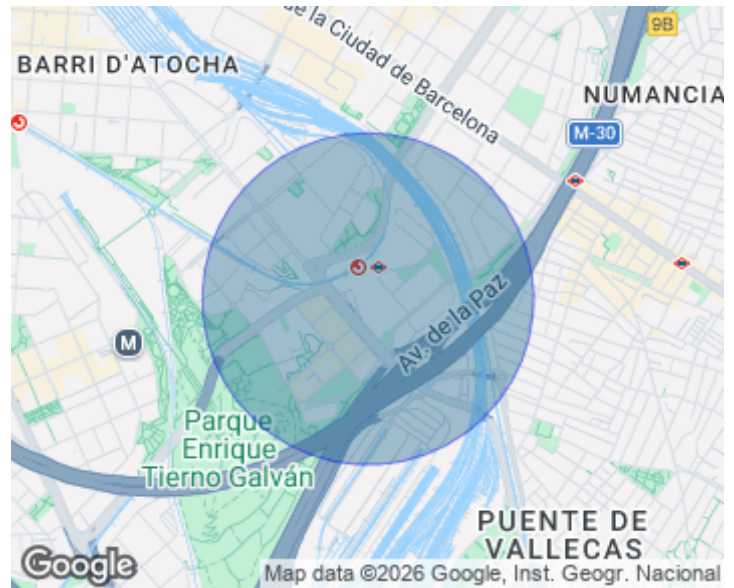 de la Ciudad de Barcelona
9B
BARRI D'ATOCHA
NUMANCIA
M-30
Av. de la Paz
M
Parque
Enrique
Tierno Galván
PUENTE DE
VALLECAS
Google
Map data ©2026 Google, Inst. Geogr. Nacional